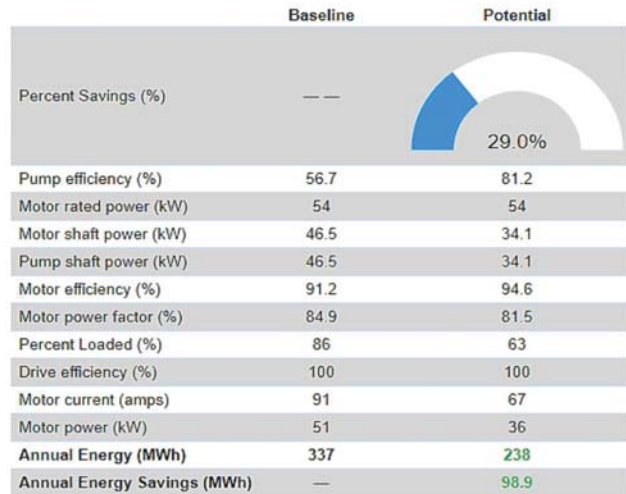 Baseline Potential
Percent Savings (%) — — 29.0%
Pump efficiency (%) 56.7 81.2
Motor rated power (kW) 54 54
Motor shaft power (kW) 46.5 34.1
Pump shaft power (kW) 46.5 34.1
Motor efficiency (%) 91.2 94.6
Motor power factor (%) 84.9 81.5
Percent Loaded (%) 86 63
Drive efficiency (%) 100 100
Motor current (amps) 91 67
Motor power (kW) 51 36
Annual Energy (MWh) 337 238
Annual Energy Savings (MWh) — 98.9